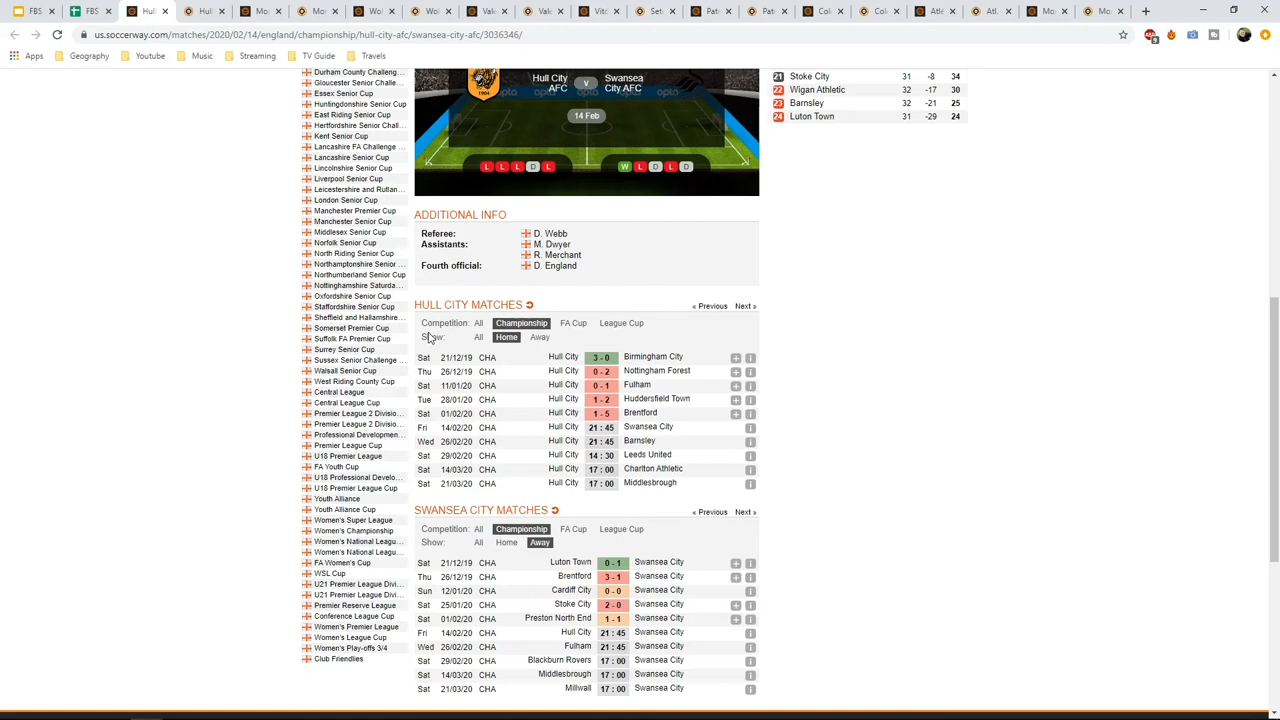 FBS
FBS
Hull
Hull
Mo
Mo
Wol
Wol
Vale
Vale
Vitó
Set
Pat
Pat
Col
Col
Atlé
Atl
Mo
Mo
us.soccerway.com/matches/2020/02/14/england/championship/hull-city-afc/swansea-city-afc/3036346/
Apps Geography Youtube Music Streaming TV Guide Travels
Durham County Challeng...
Gloucester Senior Challe...
Essex Senior Cup
Huntingdonshire Senior Cup
East Riding Senior Cup
Hertfordshire Senior Chall...
Kent Senior Cup
Lancashire FA Challenge ...
Lancashire Senior Cup
Lincolnshire Senior Cup
Liverpool Senior Cup
Leicestershire and Rutlan...
London Senior Cup
Manchester Premier Cup
Manchester Senior Cup
Middlesex Senior Cup
Norfolk Senior Cup
North Riding Senior Cup
Northamptonshire Senior ...
Northumberland Senior Cup
Nottinghamshire Saturda...
Oxfordshire Senior Cup
Staffordshire Senior Cup
Sheffield and Hallamshire...
Somerset Premier Cup
Suffolk FA Premier Cup
Surrey Senior Cup
Sussex Senior Challenge ...
Walsall Senior Cup
West Riding County Cup
Central League
Central League Cup
Premier League 2 Divisio...
Premier League 2 Divisio...
Professional Developmen...
Premier League Cup
U18 Premier League
FA Youth Cup
U18 Professional Develo...
U18 Premier League Cup
Youth Alliance
Youth Alliance Cup
Women's Super League
Women's Championship
Women's National Leagu...
Women's National Leagu...
FA Women's Cup
WSL Cup
U21 Premier League Divi...
U21 Premier League Divi...
Premier Reserve League
Conference League Cup
Women's Premier League
Women's League Cup
Women's Play-offs 3/4
Club Friendlies
Hull City AFC v Swansea City AFC
1904
opta
14 Feb
L L L D L
W L D L D
ADDITIONAL INFO
Referee: D. Webb
Assistants: M. Dwyer
R. Merchant
Fourth official: D. England
HULL CITY MATCHES
« Previous Next »
Competition: All Championship FA Cup League Cup
Show: All Home Away
Sat 21/12/19 CHA Hull City 3 - 0 Birmingham City
Thu 26/12/19 CHA Hull City 0 - 2 Nottingham Forest
Sat 11/01/20 CHA Hull City 0 - 1 Fulham
Tue 28/01/20 CHA Hull City 1 - 2 Huddersfield Town
Sat 01/02/20 CHA Hull City 1 - 5 Brentford
Fri 14/02/20 CHA Hull City 21 : 45 Swansea City
Wed 26/02/20 CHA Hull City 21 : 45 Barnsley
Sat 29/02/20 CHA Hull City 14 : 30 Leeds United
Sat 14/03/20 CHA Hull City 17 : 00 Charlton Athletic
Sat 21/03/20 CHA Hull City 17 : 00 Middlesbrough
SWANSEA CITY MATCHES
« Previous Next »
Competition: All Championship FA Cup League Cup
Show: All Home Away
Sat 21/12/19 CHA Luton Town 0 - 1 Swansea City
Thu 26/12/19 CHA Brentford 3 - 1 Swansea City
Sun 12/01/20 CHA Cardiff City 0 - 0 Swansea City
Sat 25/01/20 CHA Stoke City 2 - 0 Swansea City
Sat 01/02/20 CHA Preston North End 1 - 1 Swansea City
Fri 14/02/20 CHA Hull City 21 : 45 Swansea City
Wed 26/02/20 CHA Fulham 21 : 45 Swansea City
Sat 29/02/20 CHA Blackburn Rovers 17 : 00 Swansea City
Sat 14/03/20 CHA Middlesbrough 17 : 00 Swansea City
Sat 21/03/20 CHA Millwall 17 : 00 Swansea City
21 Stoke City 31 -8 34
22 Wigan Athletic 32 -17 30
23 Barnsley 32 -21 25
24 Luton Town 31 -29 24